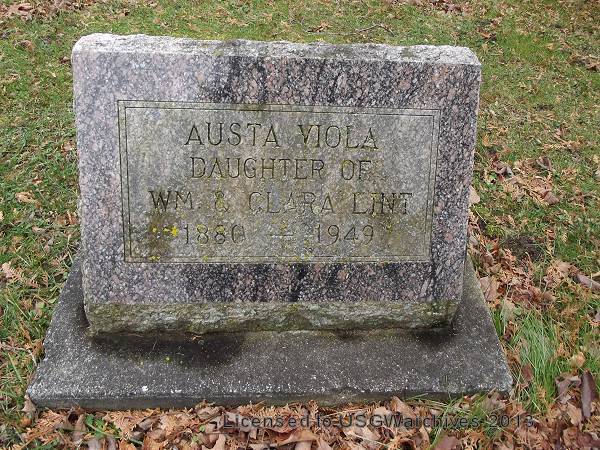 AUSTA VIOLA
DAUGHTER OF
WM. & CLARA LINT
1880 — 1949
Licensed to USGWarchives 2013